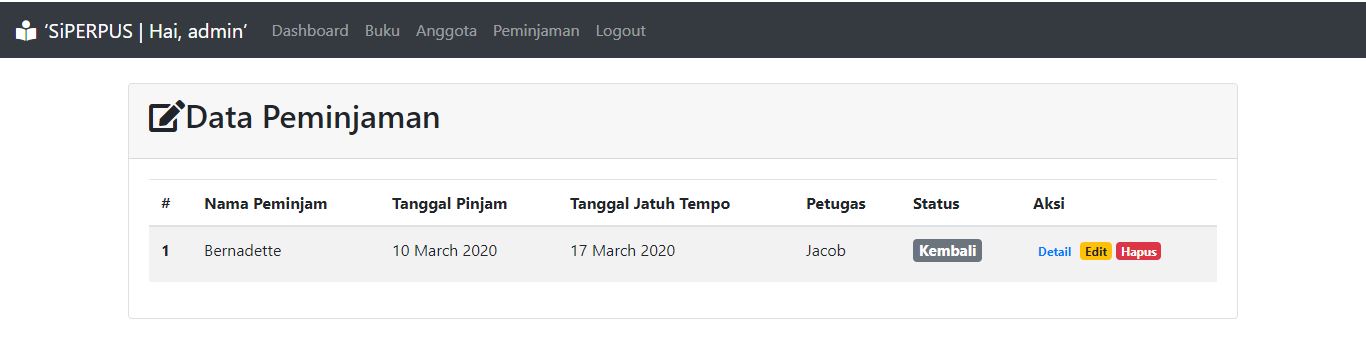 ‘SiPERPUS | Hai, admin’ Dashboard Buku Anggota Peminjaman Logout
Data Peminjaman
# Nama Peminjam Tanggal Pinjam Tanggal Jatuh Tempo Petugas Status Aksi
1 Bernadette 10 March 2020 17 March 2020 Jacob Kembali Detail Edit Hapus